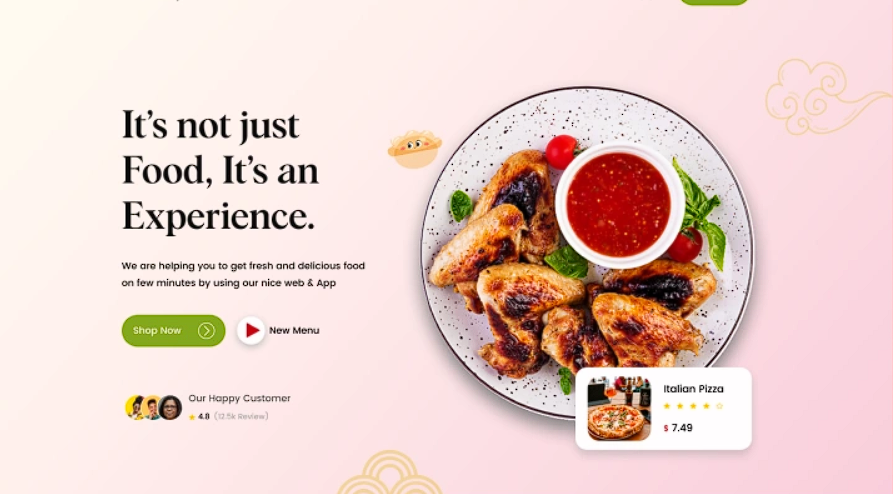 It's not just
Food, It's an
Experience.
We are helping you to get fresh and delicious food
on few minutes by using our nice web & App
Shop Now
New Menu
Our Happy Customer
4.8 (12.5k Review)
Italian Pizza
$ 7.49